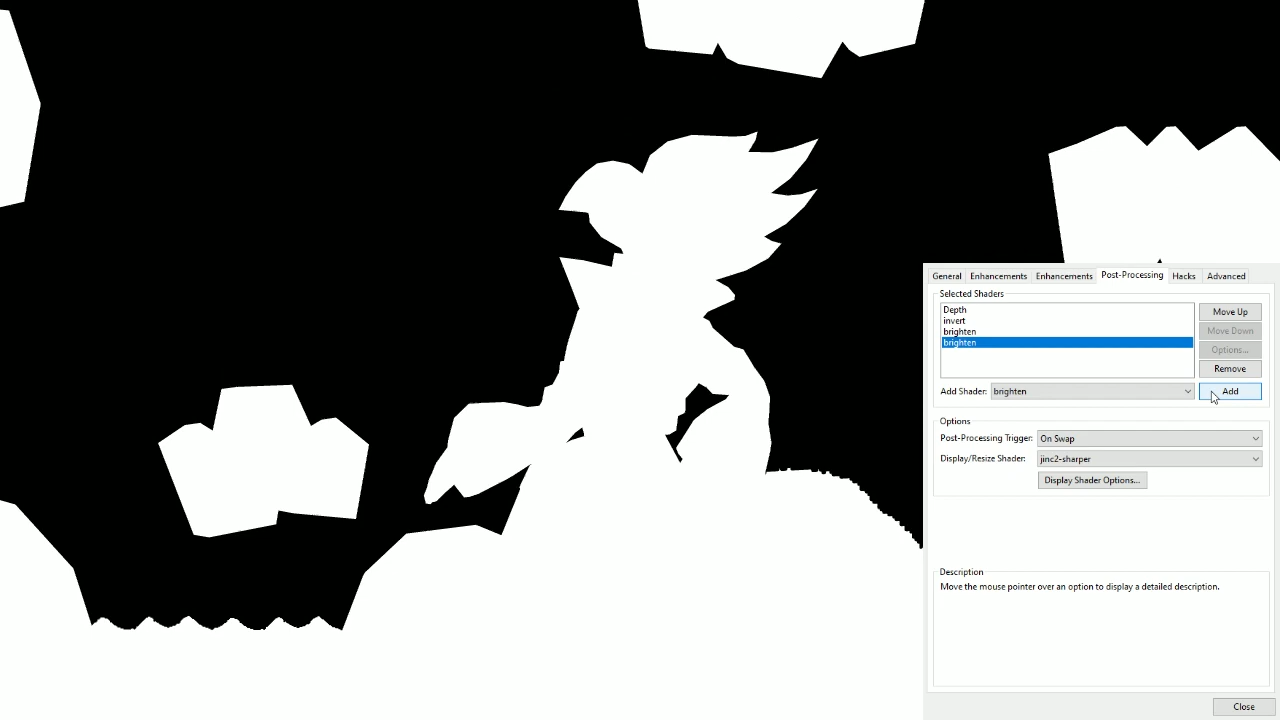 General Enhancements Enhancements Post-Processing Hacks Advanced
Selected Shaders
Depth
invert
brighten
brighten
Move Up
Move Down
Options...
Remove
Add Shader: brighten Add
Options
Post-Processing Trigger: On Swap
Display/Resize Shader: jinc2-sharper
Display Shader Options...
Description
Move the mouse pointer over an option to display a detailed description.
Close